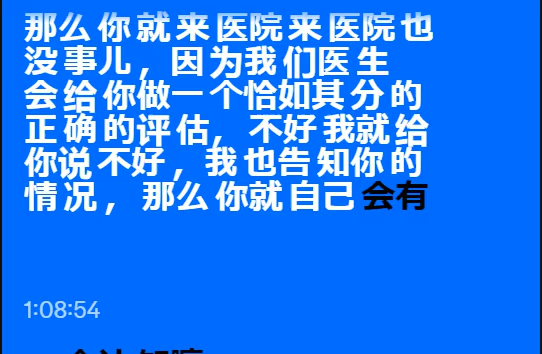 那么你就来医院来医院也
没事儿，因为我们医生
会给你做一个恰如其分的
正确的评估，不好我就给
你说不好，我也告知你的
情况，那么你就自己会有
1:08:54